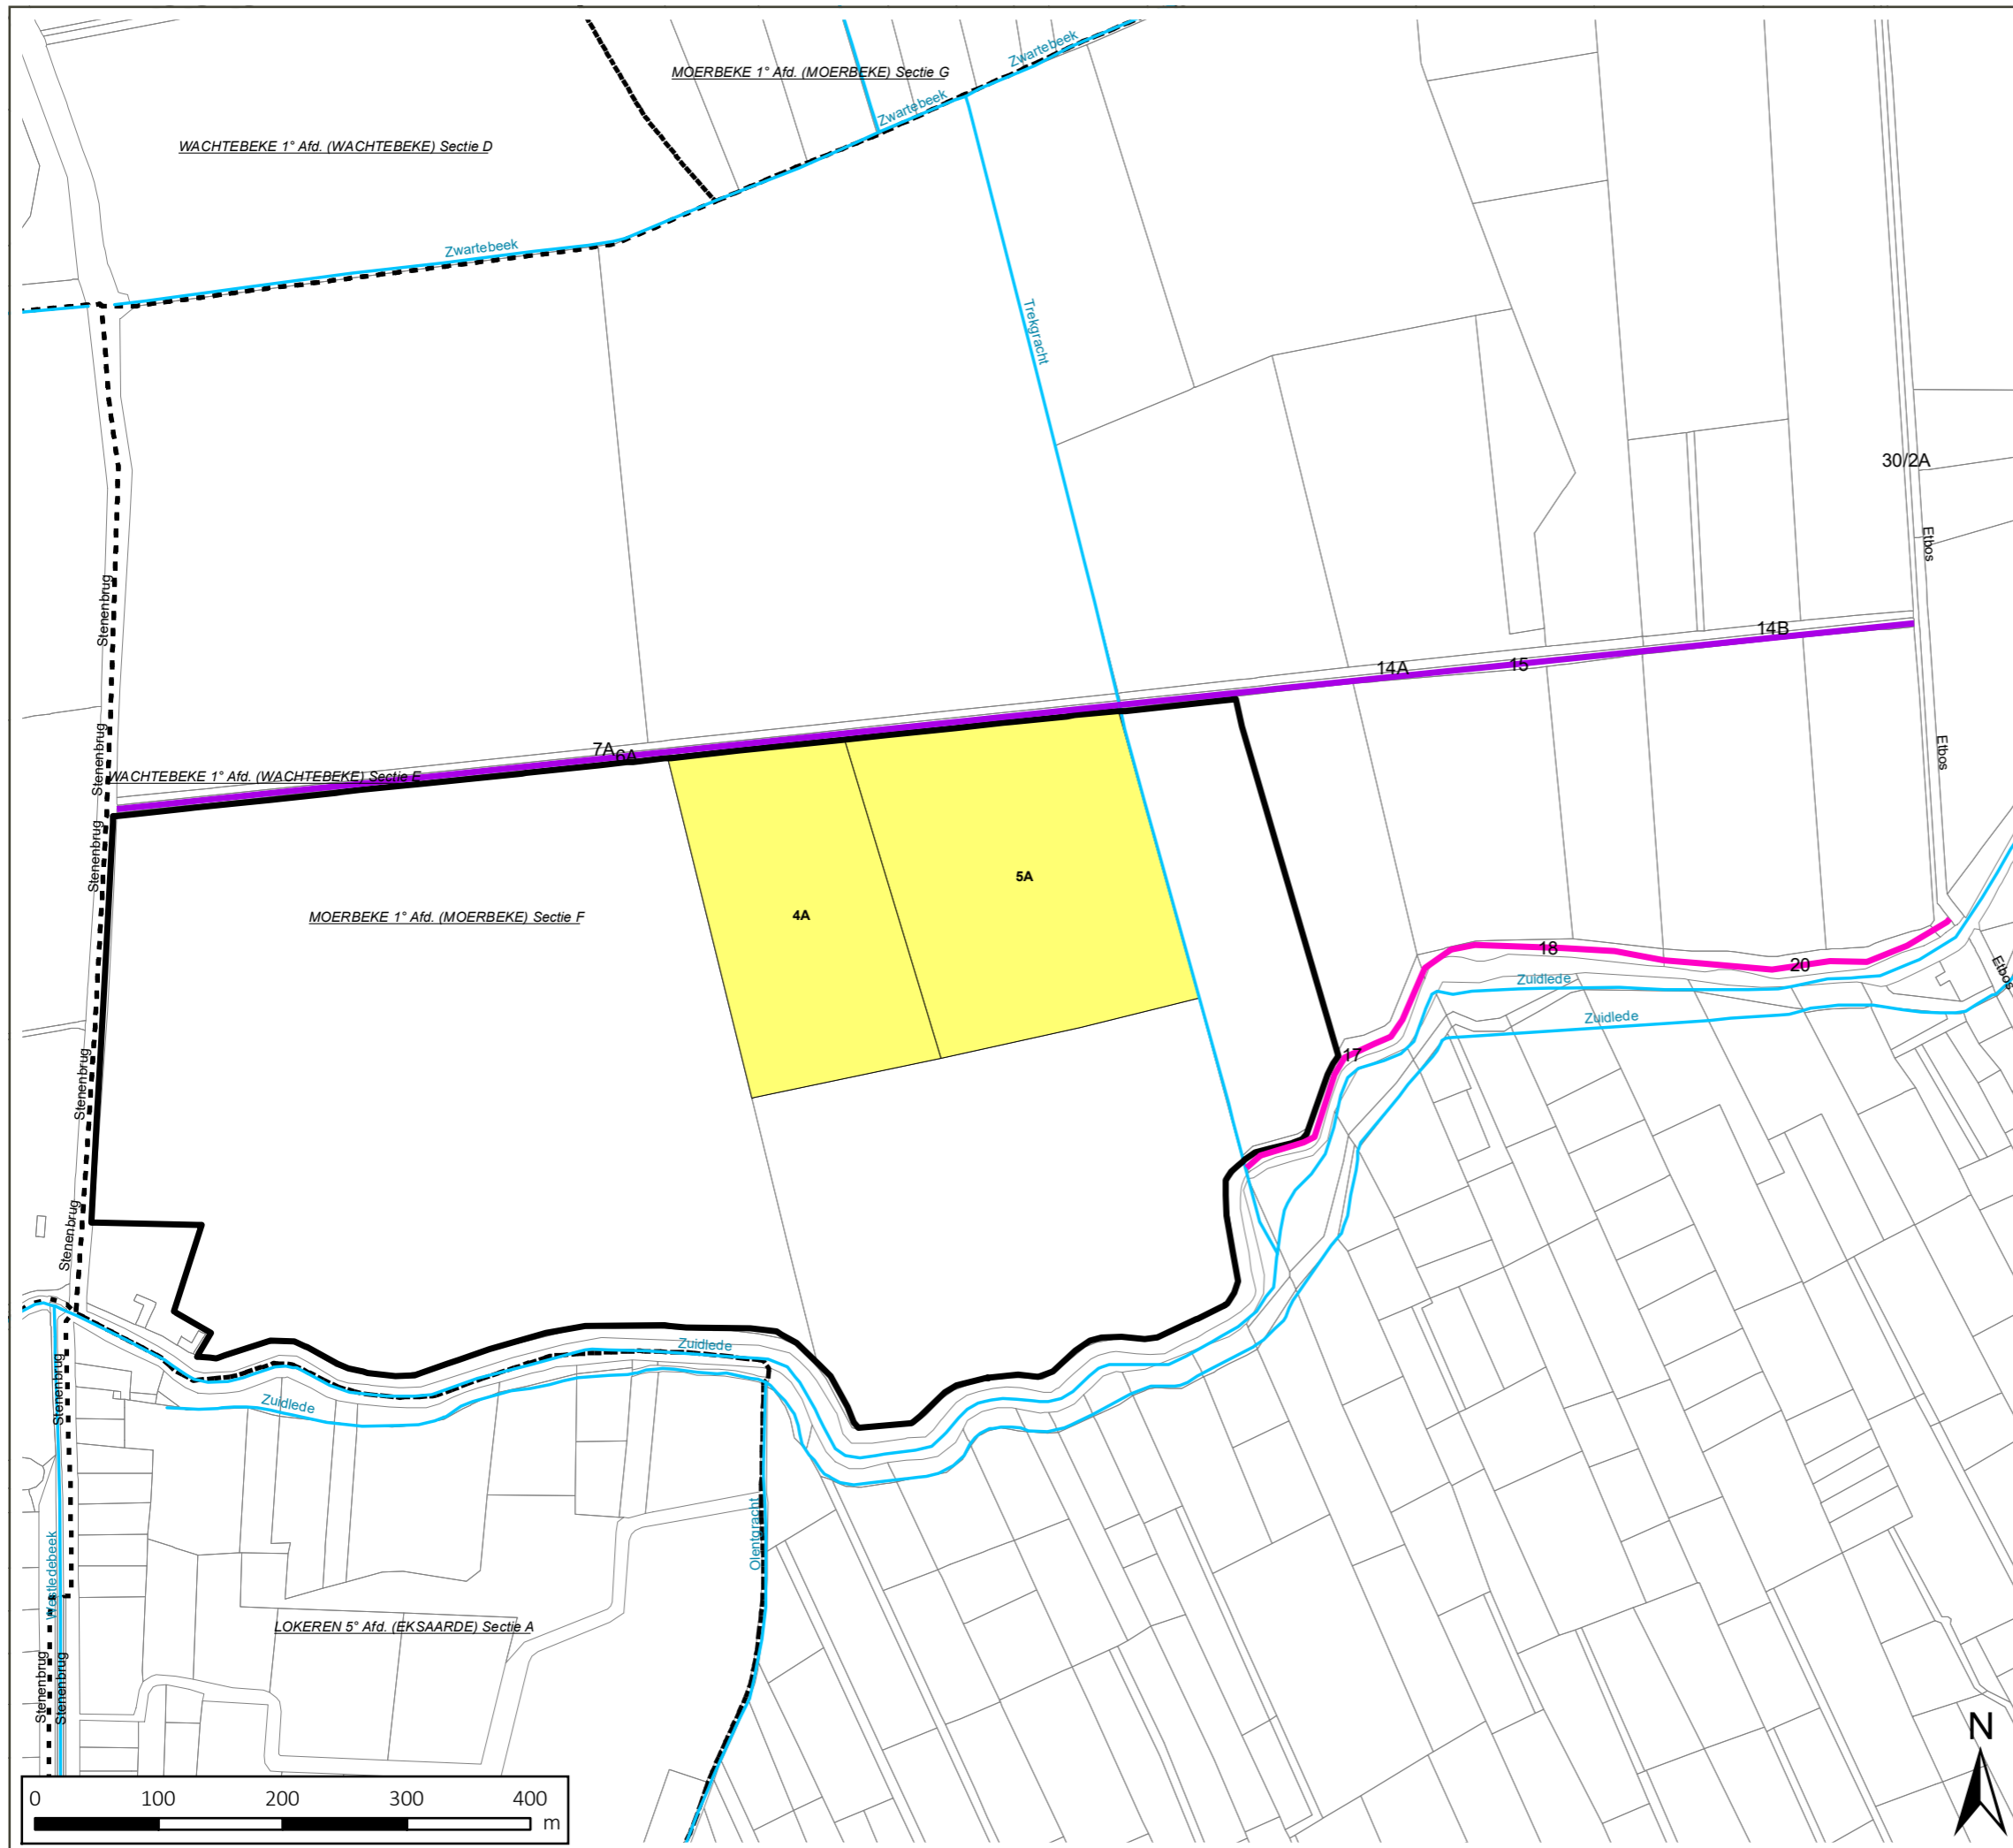 Zwartebeek
MOERBEKE 1° Afd. (MOERBEKE) Sectie G
Zwartebeek
WACHTEBEKE 1° Afd. (WACHTEBEKE) Sectie D
Zwartebeek
Trekgracht
30/2A
Etbos
Stenenbrug
14B
15
14A
Etbos
7A
6A
Stenenbrug
WACHTEBEKE 1° Afd. (WACHTEBEKE) Sectie E
Stenenbrug
5A
4A
MOERBEKE 1° Afd. (MOERBEKE) Sectie F
18
20
Etbos
Zuidlede
Zuidlede
17
Stenenbrug
Stenenbrug
Zuidlede
Stenenbrug
Zuidlede
Olentgracht
Westledebeek
LOKEREN 5° Afd. (EKSAARDE) Sectie A
Stenenbrug
Stenenbrug
N
0 100 200 300 400
m